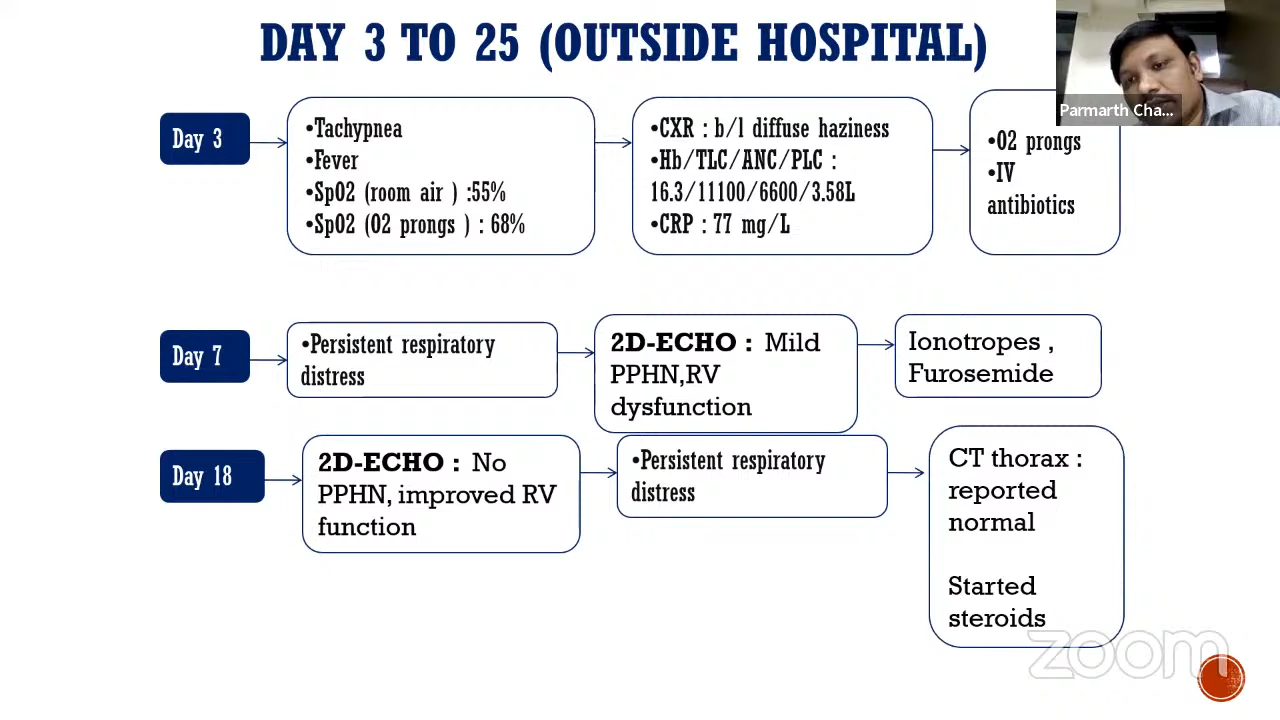 DAY 3 TO 25 (OUTSIDE HOSPITAL)
Parmarth Cha...
Day 3
•Tachypnea
•Fever
•SpO2 (room air ) :55%
•SpO2 (O2 prongs ) : 68%
•CXR : b/l diffuse haziness
•Hb/TLC/ANC/PLC :
16.3/11100/6600/3.58L
•CRP : 77 mg/L
•O2 prongs
•IV
antibiotics
Day 7
•Persistent respiratory
distress
2D-ECHO : Mild
PPHN,RV
dysfunction
Ionotropes ,
Furosemide
Day 18
2D-ECHO : No
PPHN, improved RV
function
•Persistent respiratory
distress
CT thorax :
reported
normal
Started
steroids
zoom